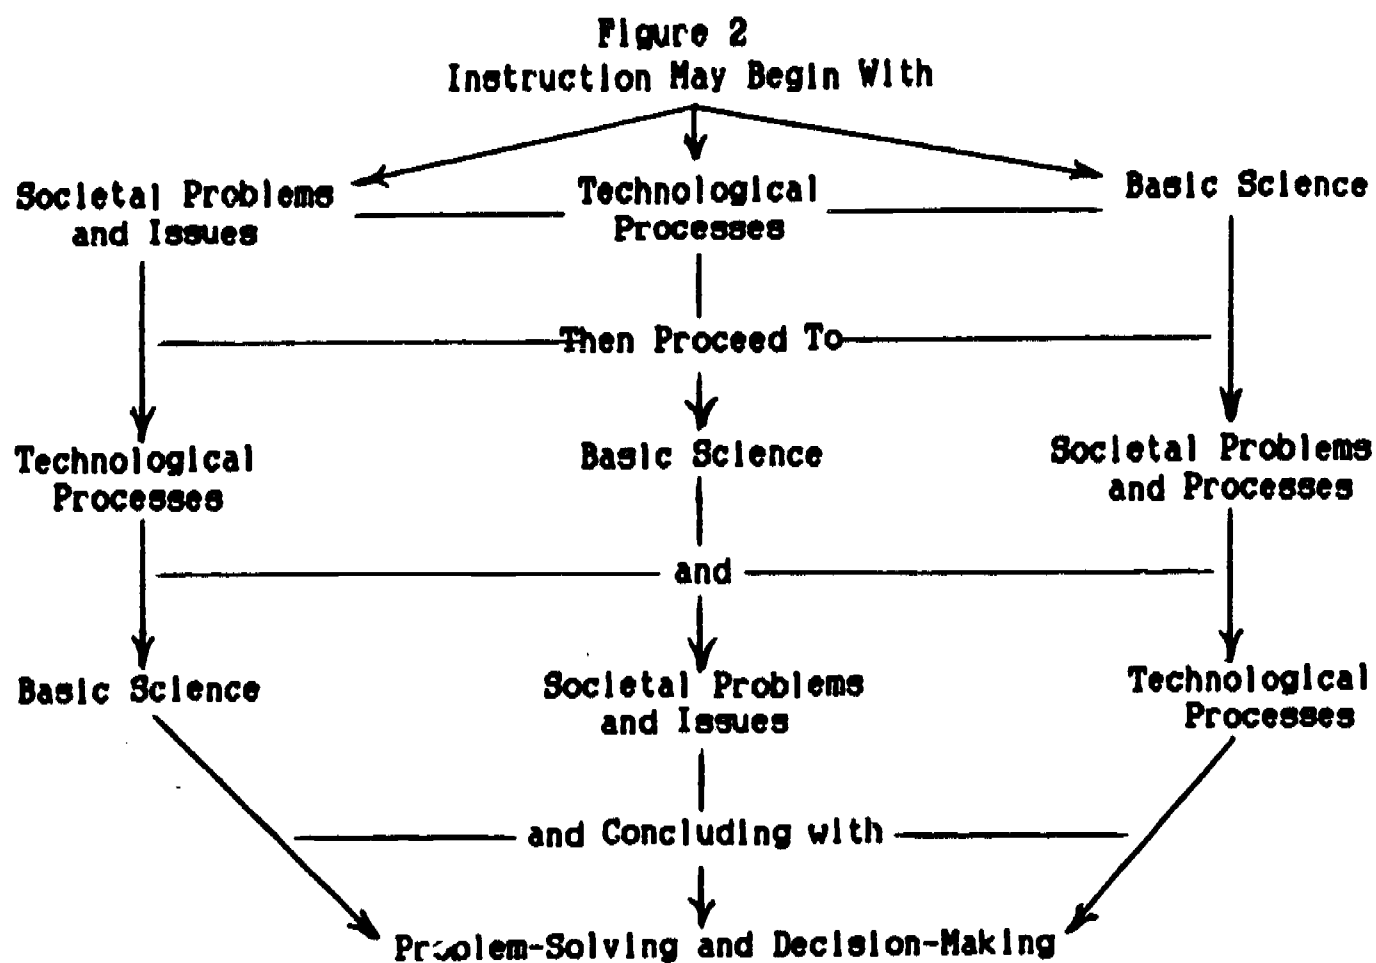 Figure 2
Instruction May Begin With
Societal Problems
and Issues
Technological
Processes
Basic Science
Then Proceed To
Technological
Processes
Basic Science
Societal Problems
and Processes
and
Basic Science
Societal Problems
and Issues
Technological
Processes
and Concluding with
Problem-Solving and Decision-Making